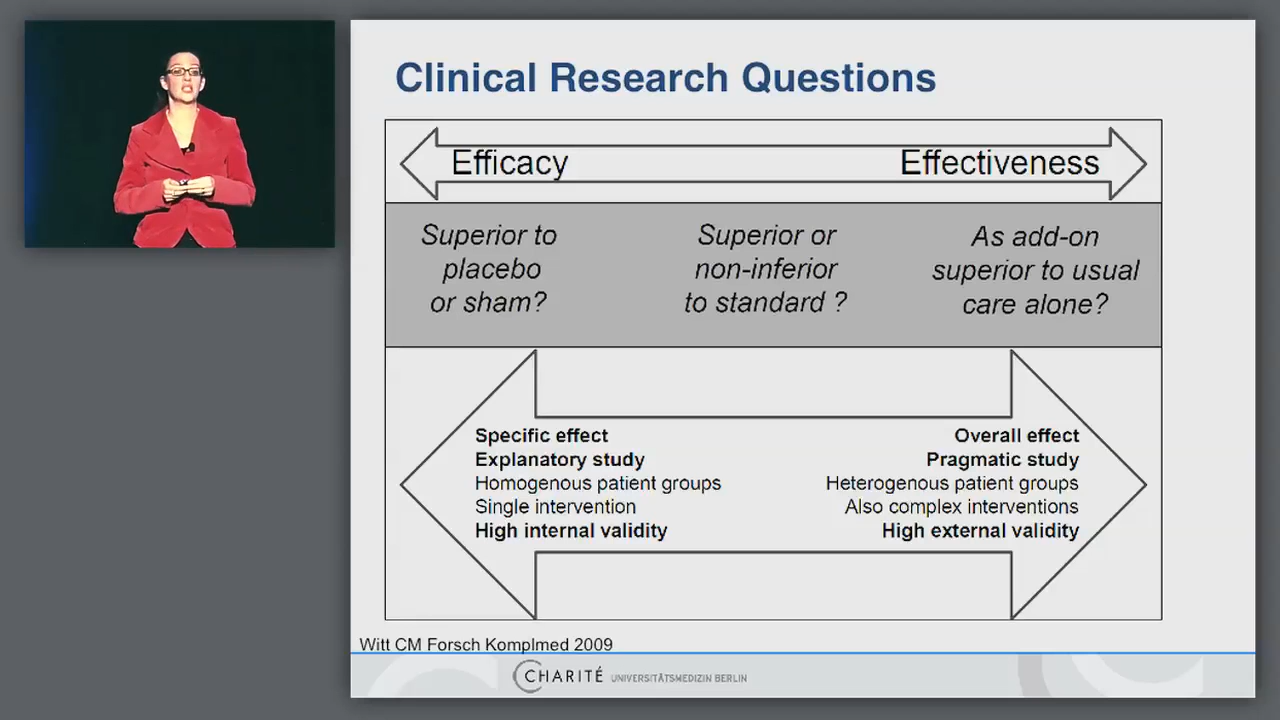 Clinical Research Questions
Efficacy
Effectiveness
Superior to
placebo
or sham?
Superior or
non-inferior
to standard ?
As add-on
superior to usual
care alone?
Specific effect
Explanatory study
Homogenous patient groups
Single intervention
High internal validity
Overall effect
Pragmatic study
Heterogenous patient groups
Also complex interventions
High external validity
Witt CM Forsch Komplmed 2009
CHARITÉ UNIVERSITÄTSMEDIZIN BERLIN